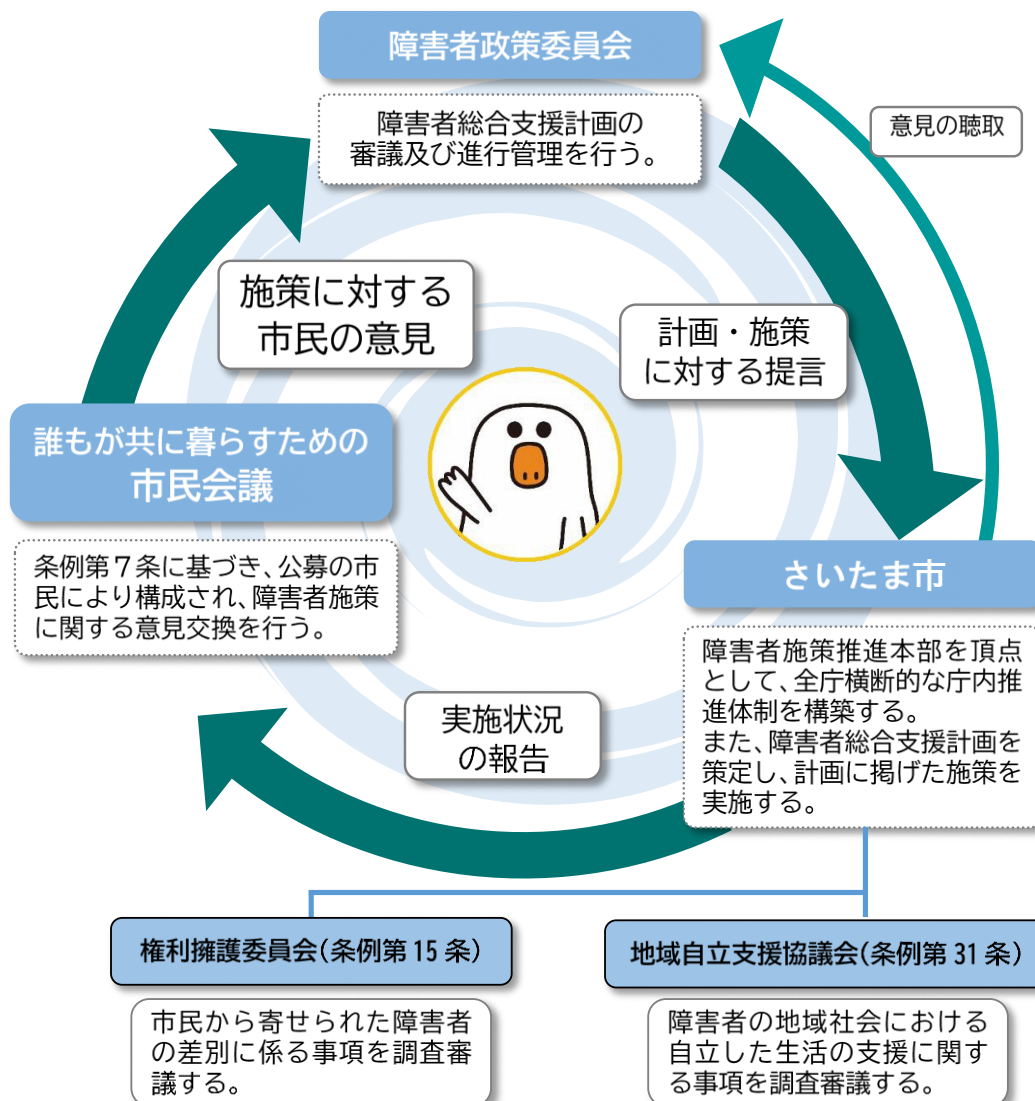 障害者政策委員会
障害者総合支援計画の
審議及び進行管理を行う。
意見の聴取
施策に対する
市民の意見
計画・施策
に対する提言
誰もが共に暮らすための
市民会議
条例第７条に基づき、公募の市
民により構成され、障害者施策
に関する意見交換を行う。
さいたま市
障害者施策推進本部を頂点
として、全庁横断的な庁内推
進体制を構築する。
また、障害者総合支援計画を
策定し、計画に掲げた施策を
実施する。
実施状況
の報告
権利擁護委員会(条例第 15 条)
市民から寄せられた障害者
の差別に係る事項を調査審
議する。
地域自立支援協議会(条例第 31 条)
障害者の地域社会における
自立した生活の支援に関す
る事項を調査審議する。